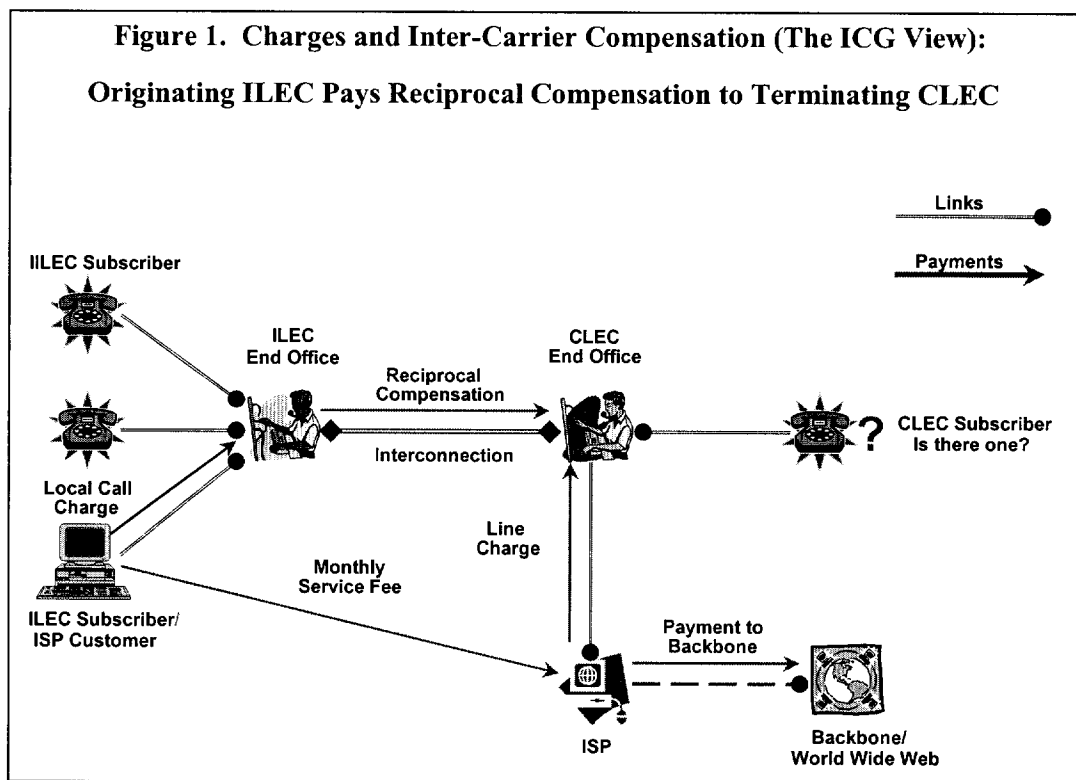 Figure 1. Charges and Inter-Carrier Compensation (The ICG View):
Originating ILEC Pays Reciprocal Compensation to Terminating CLEC
Links
Payments
IILEC Subscriber
ILEC
End Office
CLEC
End Office
Reciprocal
Compensation
Interconnection
?
CLEC Subscriber
Is there one?
Local Call
Charge
Line
Charge
Monthly
Service Fee
ILEC Subscriber/
ISP Customer
Payment to
Backbone
ISP
Backbone/
World Wide Web